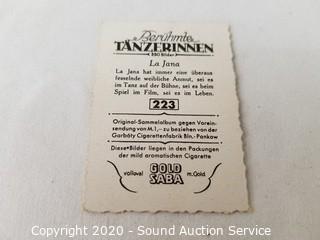 Berühmte
TÄNZERINNEN
280 Bilder
La Jana
La Jana hat immer eine überaus
fesselnde weibliche Anmut, sei es
im Tanz auf der Bühne, sei es beim
Spiel im Film, sei es im Leben.
223
Original-Sammelalbum gegen Vorein-
sendung von M.1,- zu beziehen von der
Garbáty Cigarettenfabrik Bln.- Pankow
Diese Bilder liegen in den Packungen
der mild aromatischen Cigarette
GOLD
SABA
m.Gold.
Copyright 2020 - Sound Auction Service